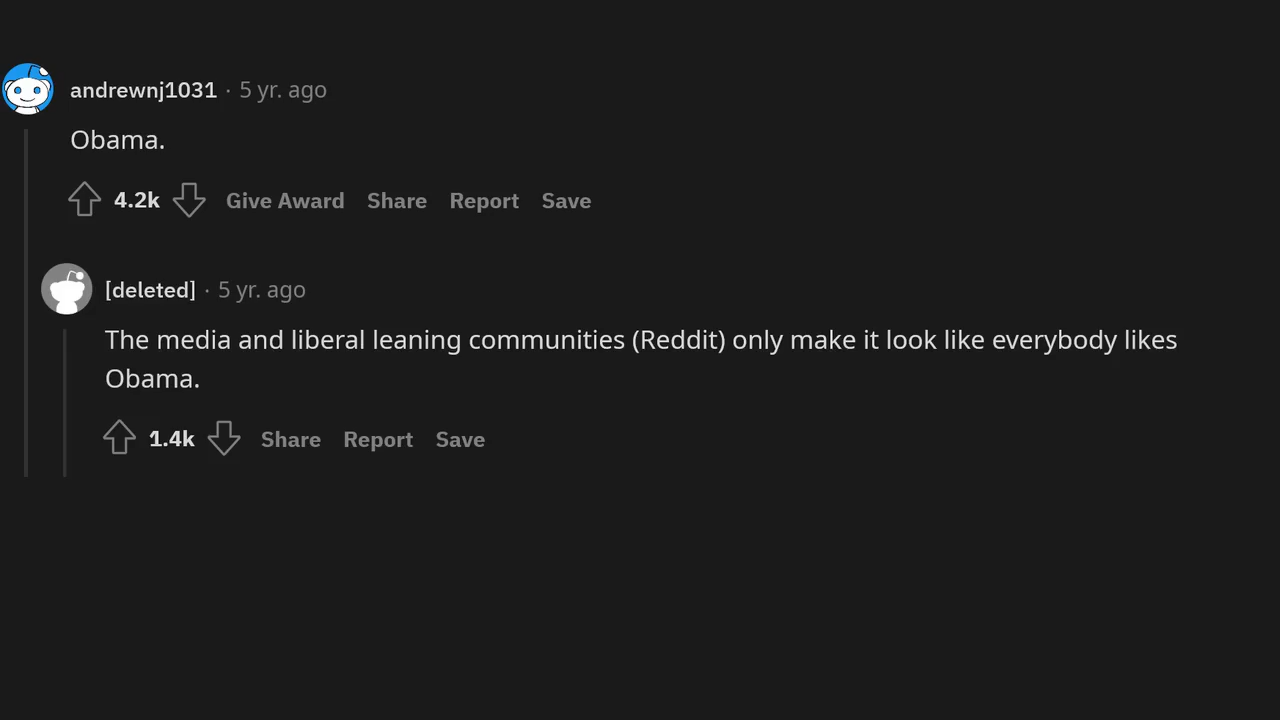 andrewnj1031 · 5 yr. ago
Obama.
4.2k Give Award Share Report Save
[deleted] · 5 yr. ago
The media and liberal leaning communities (Reddit) only make it look like everybody likes
Obama.
1.4k Share Report Save